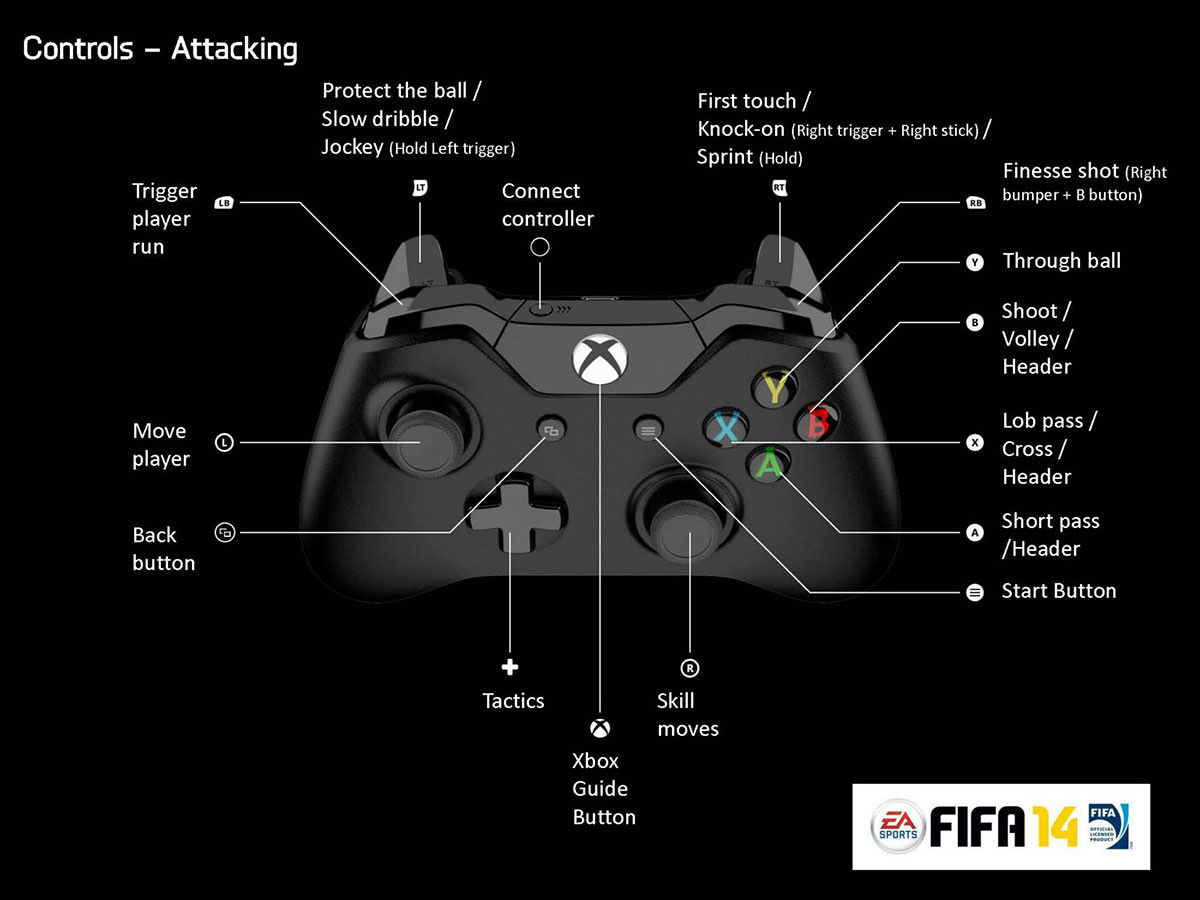 Controls – Attacking
Protect the ball /
Slow dribble /
Jockey (Hold Left trigger)
First touch /
Knock-on (Right trigger + Right stick) /
Sprint (Hold)
Trigger
player
run
LB
LT
Connect
controller
RT
Finesse shot (Right
bumper + B button)
RB
Y
Through ball
B
Shoot /
Volley /
Header
Y
X
B
A
Move
player
L
X
Lob pass /
Cross /
Header
Back
button
A
Short pass
/Header
Start Button
Tactics
R
Skill
moves
Xbox
Guide
Button
EA
SPORTS
FIFA 14
FIFA
OFFICIAL
LICENSED
PRODUCT